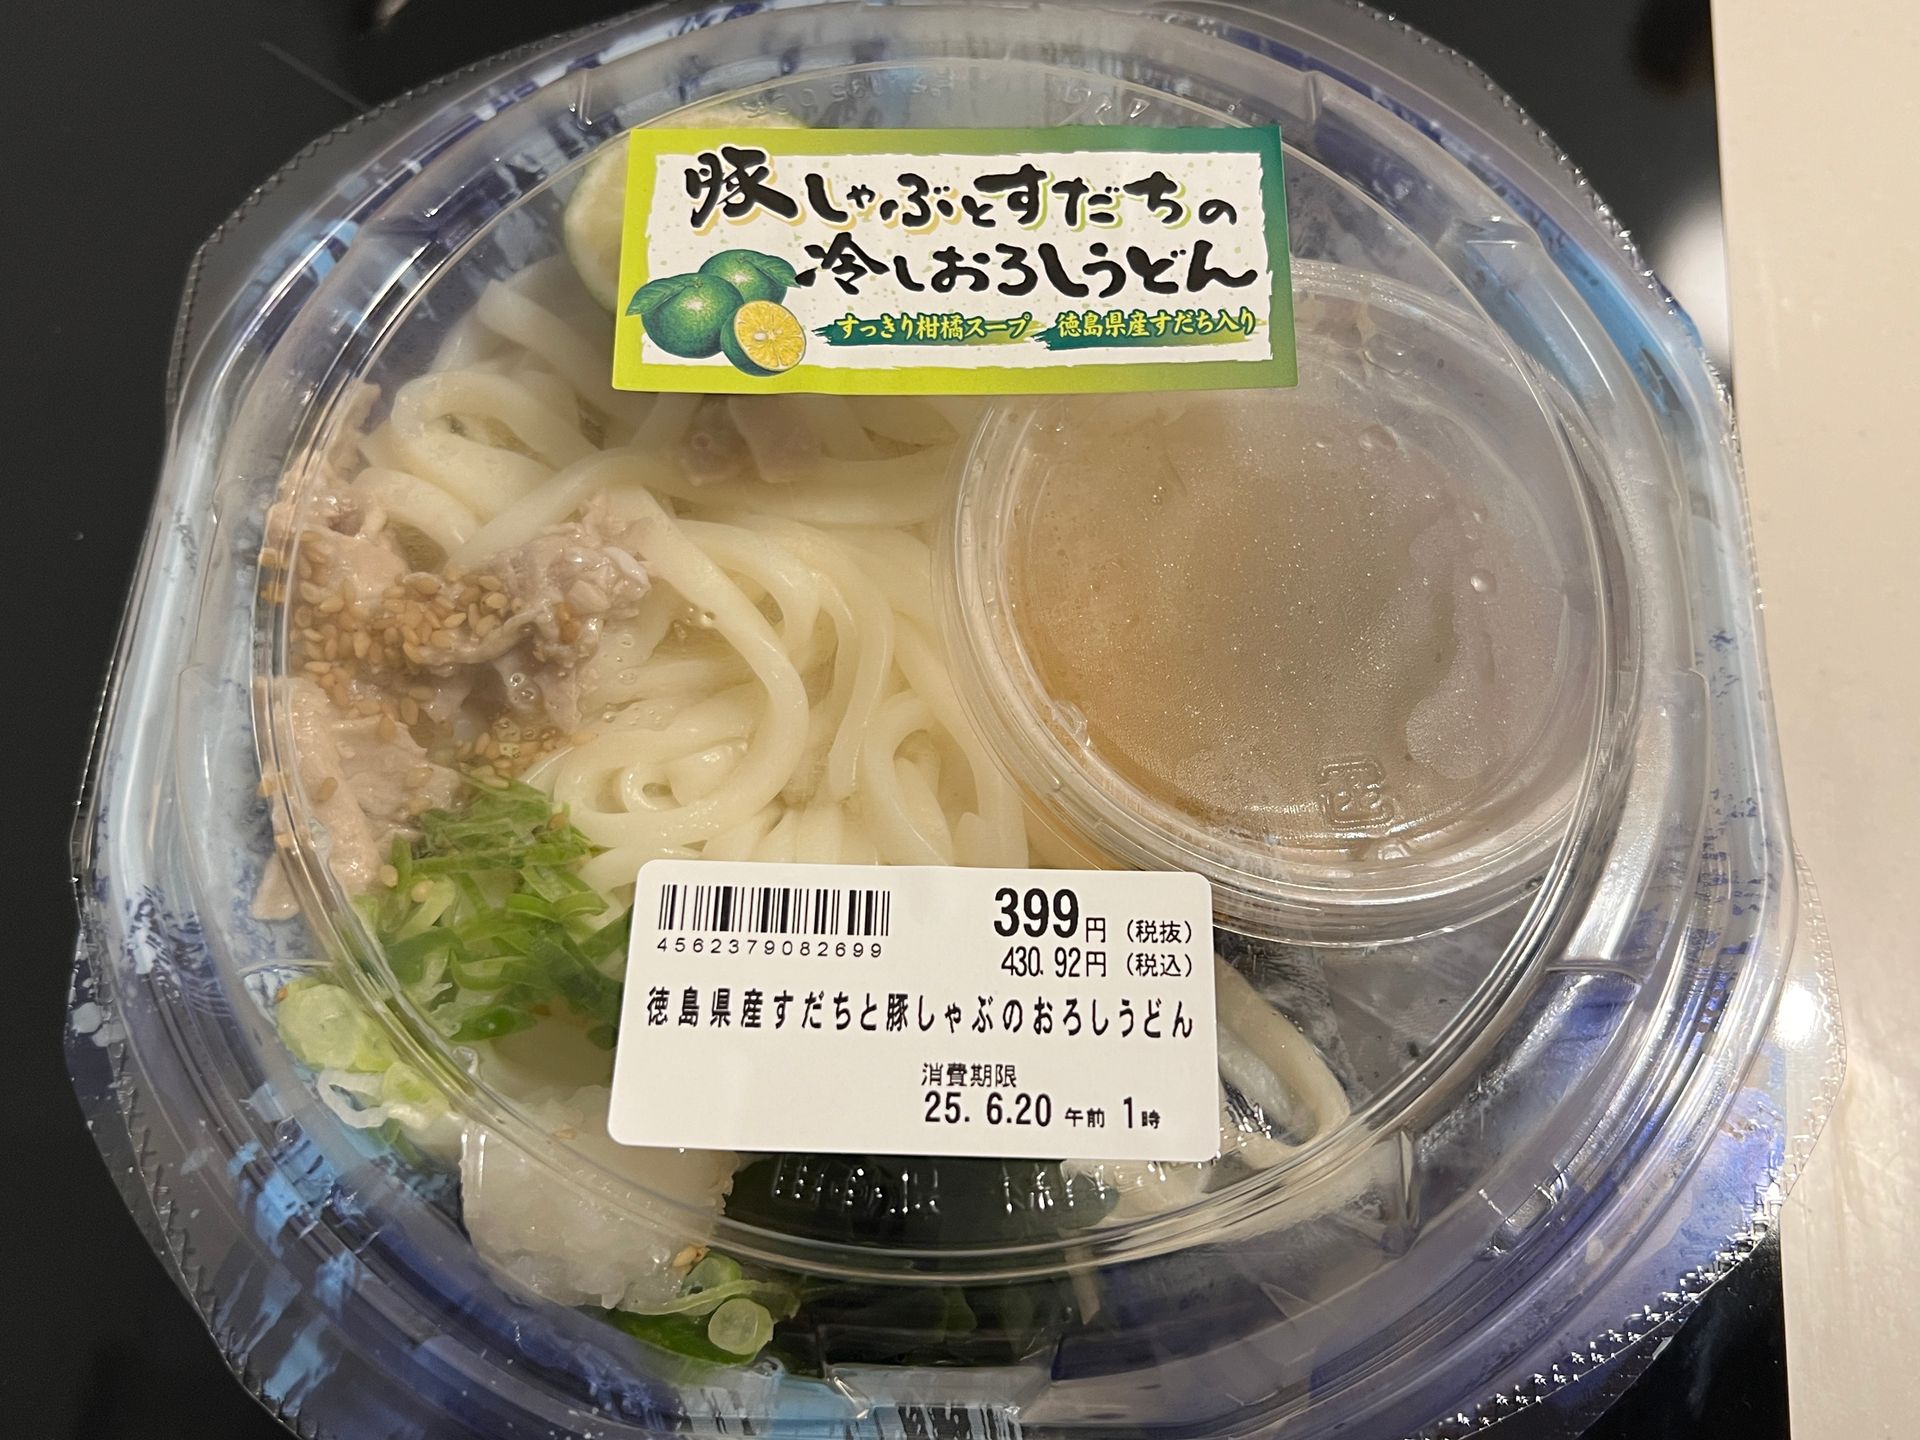 豚しゃぶとすだちの
冷しおろしうどん
すっきり柑橘スープ 徳島県産すだち入り
399円 (税抜)
430.92円 (税込)
4562379082699
徳島県産すだちと豚しゃぶのおろしうどん
消費期限
25. 6.20 午前 1時